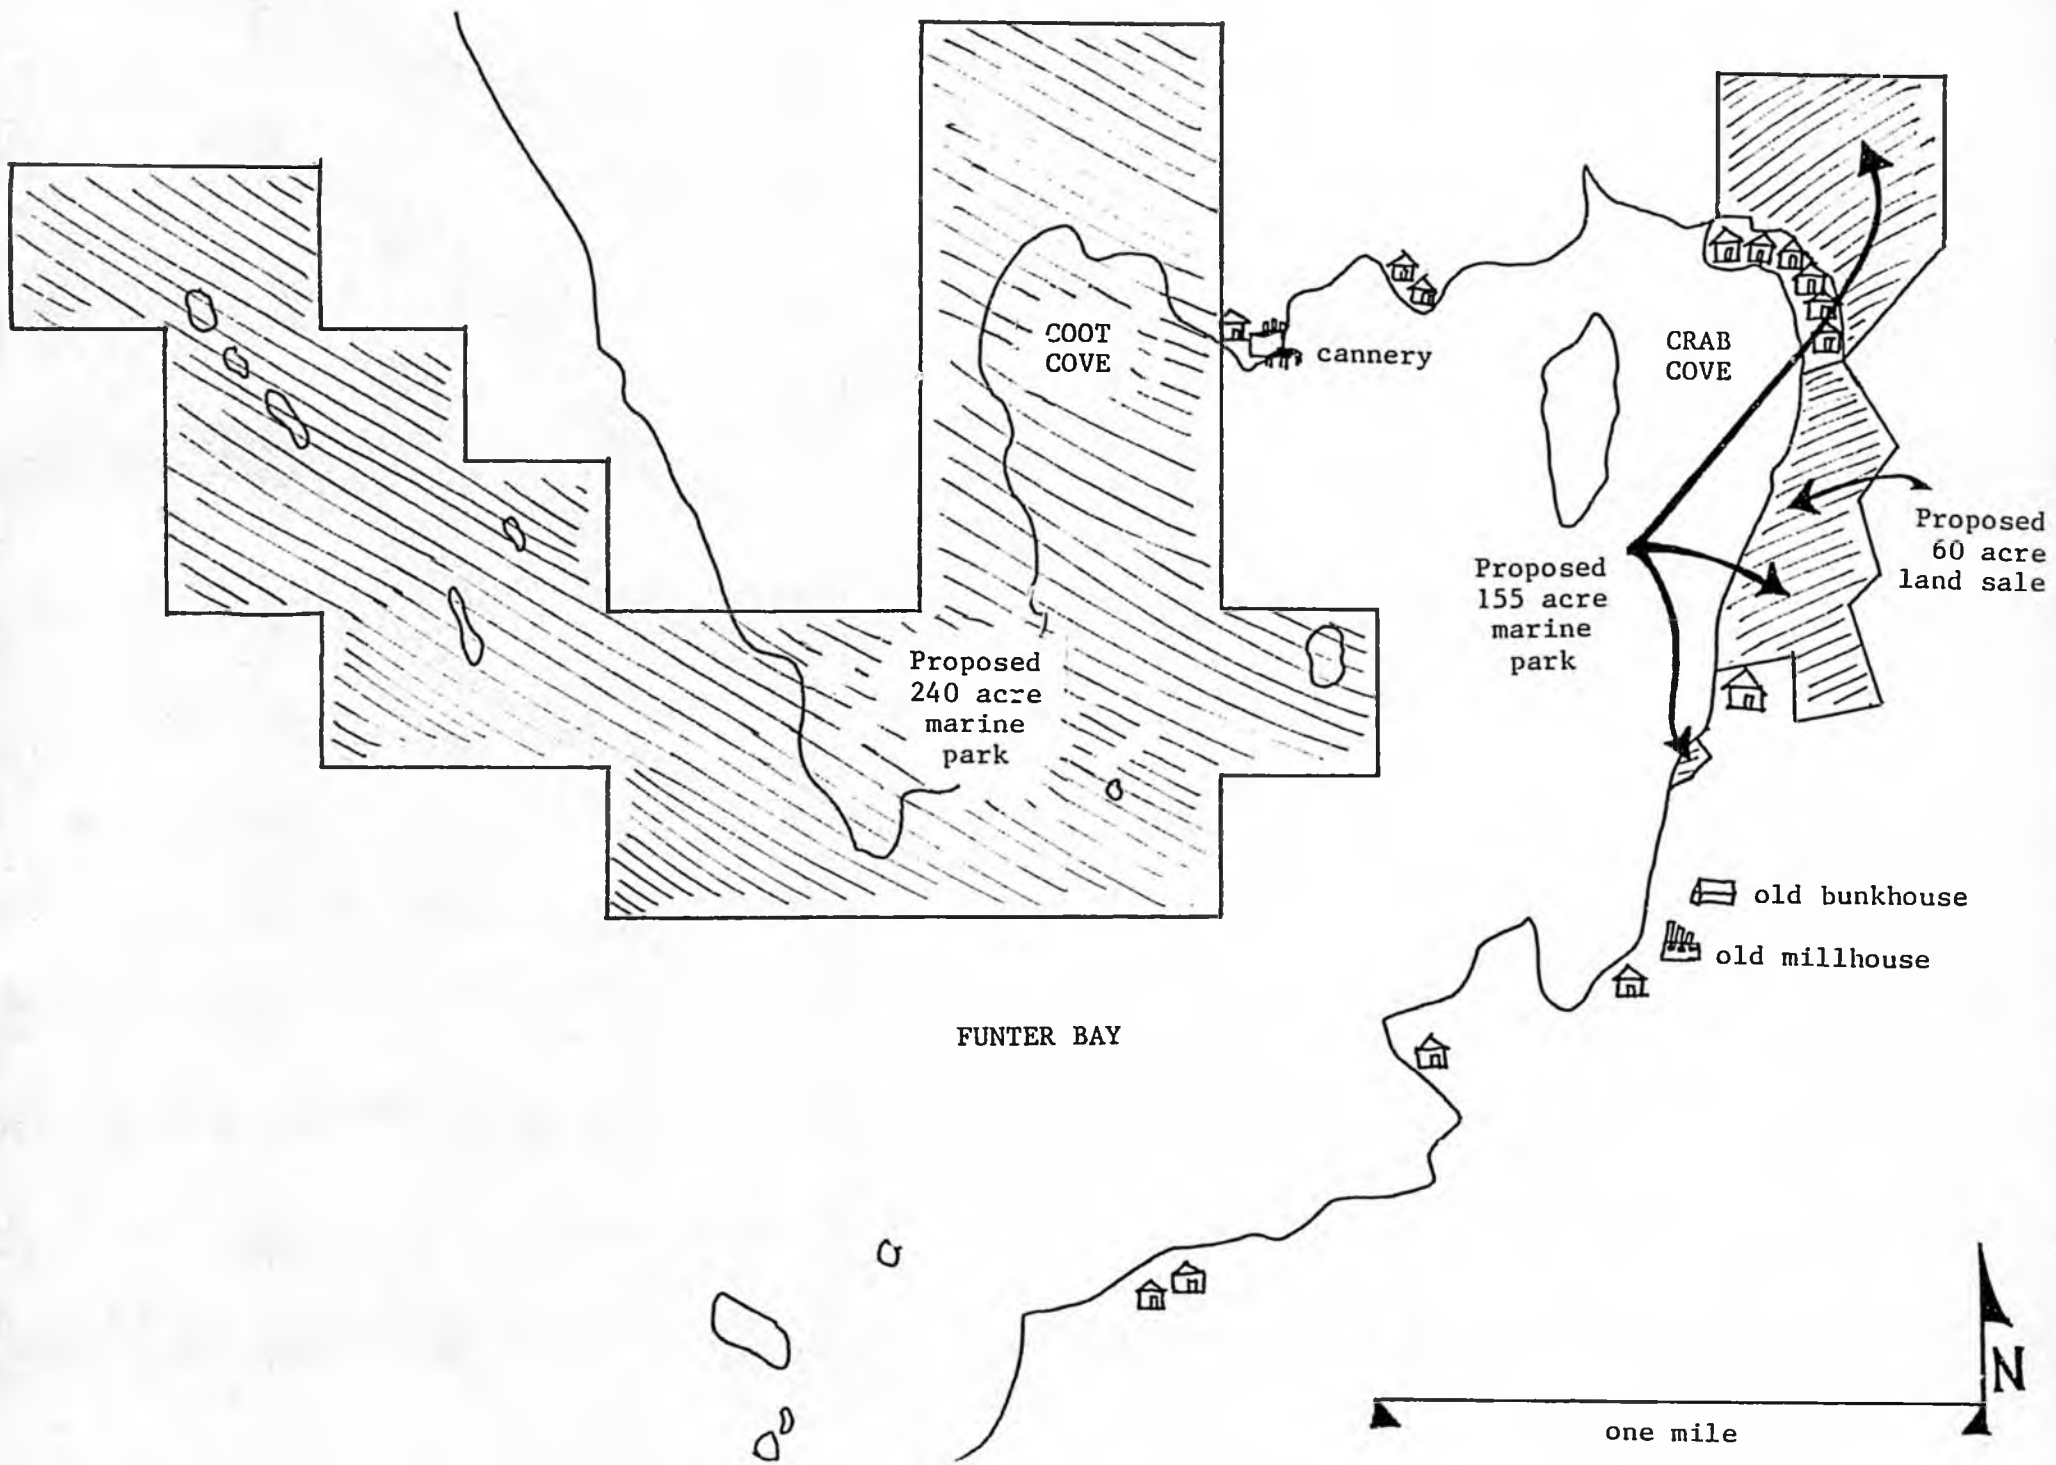 COOT
COVE
cannery
CRAB
COVE
Proposed
60 acre
land sale
Proposed
155 acre
marine
park
Proposed
240 acre
marine
park
old bunkhouse
old millhouse
FUNTER BAY
N
one mile